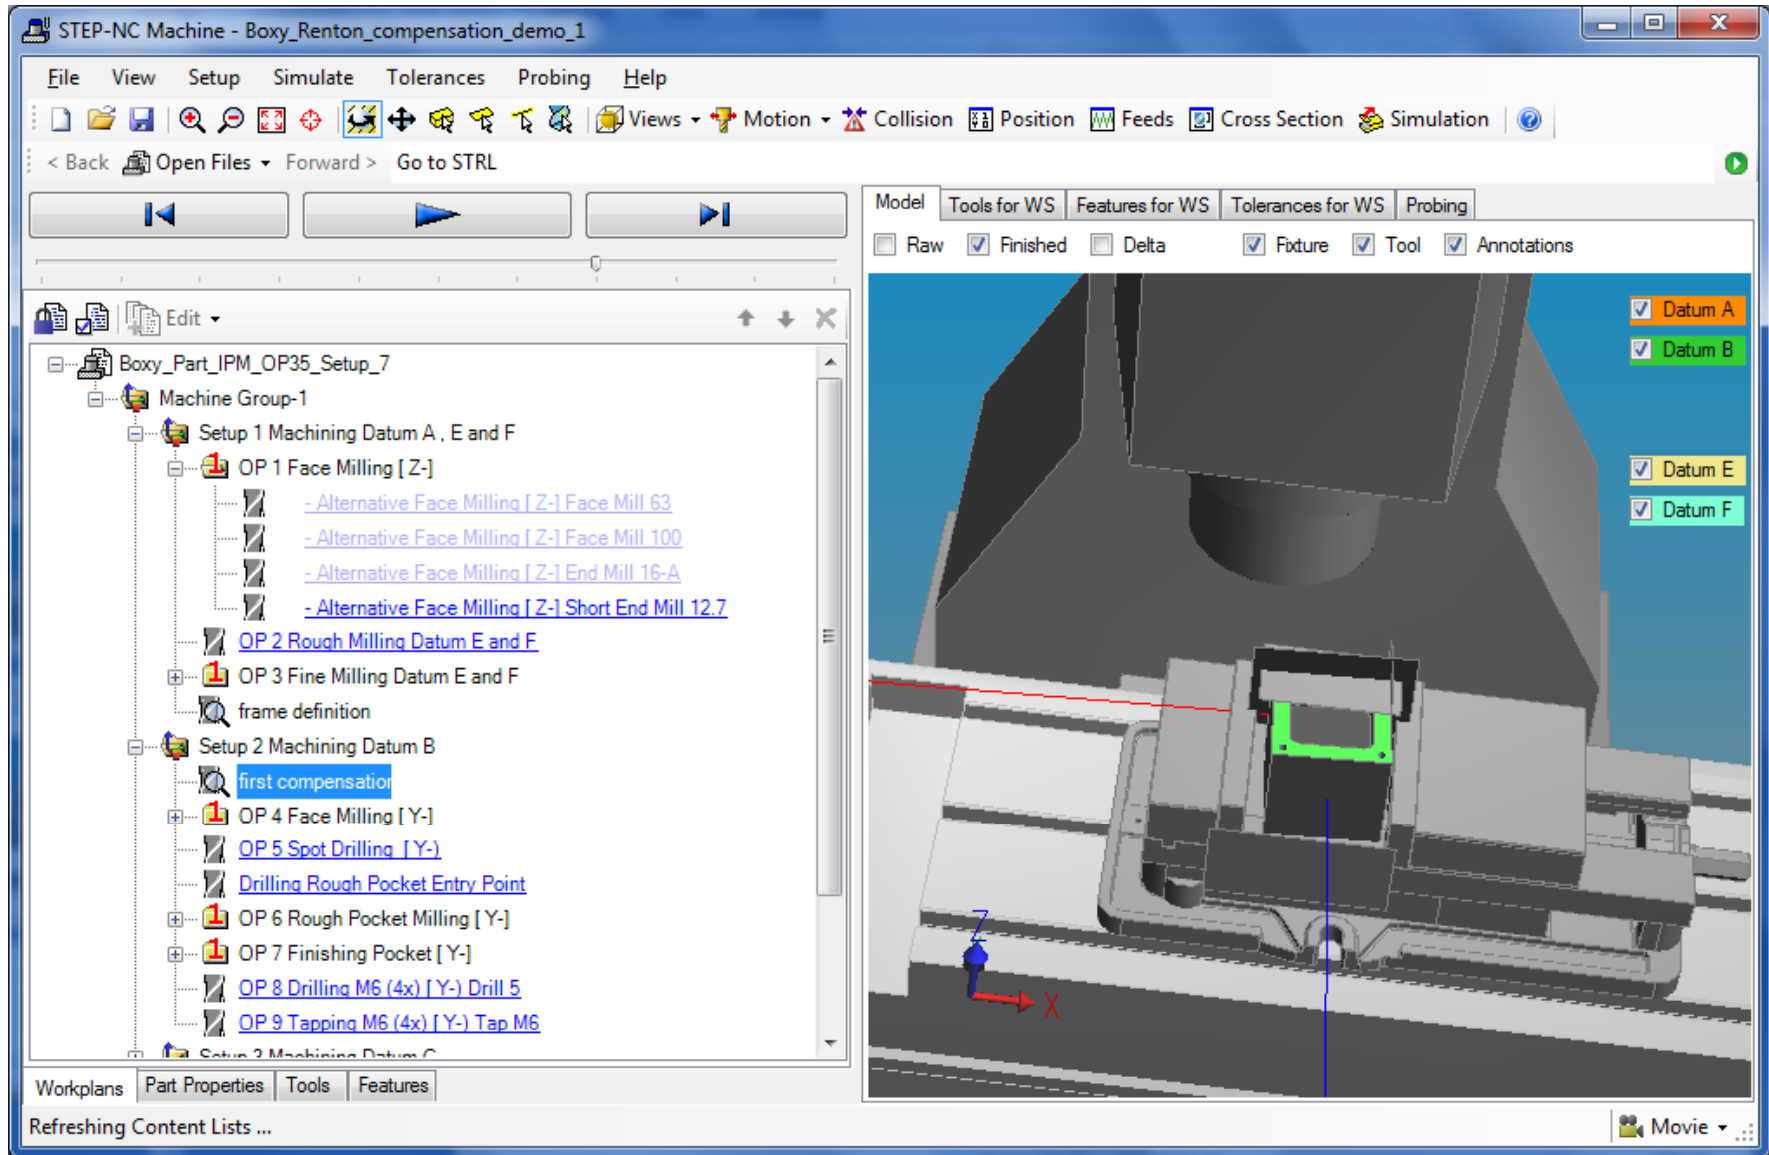 STEP-NC Machine - Boxy_Renton_compensation_demo_1
File View Setup Simulate Tolerances Probing Help
Views Motion Collision Position Feeds Cross Section Simulation
< Back Open Files Forward > Go to STRL
Model Tools for WS Features for WS Tolerances for WS Probing
Raw Finished Delta Fixture Tool Annotations
Edit
Boxy_Part_IPM_OP35_Setup_7
Machine Group-1
Setup 1 Machining Datum A , E and F
OP 1 Face Milling [ Z-]
- Alternative Face Milling [ Z-] Face Mill 63
- Alternative Face Milling [ Z-] Face Mill 100
- Alternative Face Milling [ Z-] End Mill 16-A
- Alternative Face Milling [ Z-] Short End Mill 12.7
OP 2 Rough Milling Datum E and F
OP 3 Fine Milling Datum E and F
frame definition
Setup 2 Machining Datum B
first compensation
OP 4 Face Milling [ Y-]
OP 5 Spot Drilling [ Y-)
Drilling Rough Pocket Entry Point
OP 6 Rough Pocket Milling [ Y-]
OP 7 Finishing Pocket [ Y-]
OP 8 Drilling M6 (4x) [ Y-) Drill 5
OP 9 Tapping M6 (4x) [ Y-) Tap M6
Setup 3 Machining Datum C
Datum A
Datum B
Datum E
Datum F
Z
X
Workplans Part Properties Tools Features
Refreshing Content Lists ...
Movie